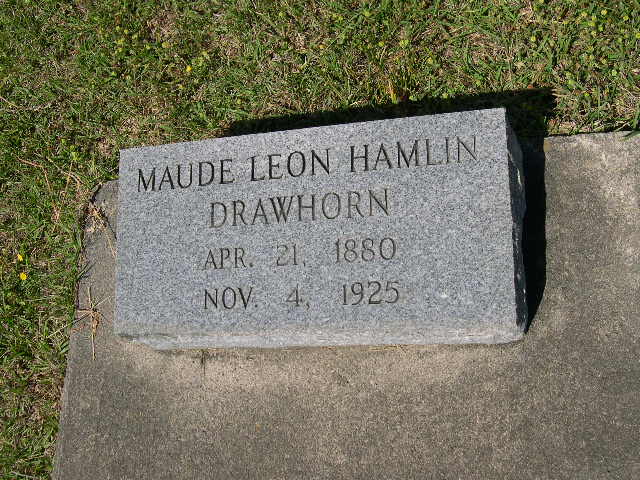 MAUDE LEON HAMLIN
DRAWHORN
APR. 21, 1880
NOV. 4, 1925